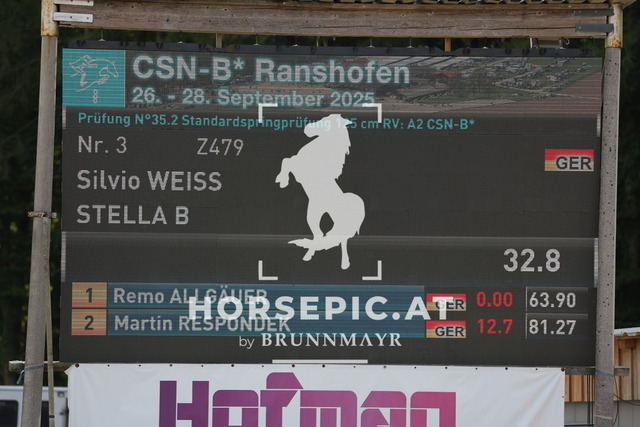 CSN-B* Ranshofen
26. - 28. September 2025
Prüfung N°35.2 Standardspringprüfung 125 cm RV: A2 CSN-B*
Nr. 3 Z479
GER
Silvio WEISS
STELLA B
32.8
1 Remo ALLGÄUER GER 0.00 63.90
HORSEPIC.AT
2 Martin RESPONDEK GER 12.7 81.27
by BRUNNMAYR
Hofman